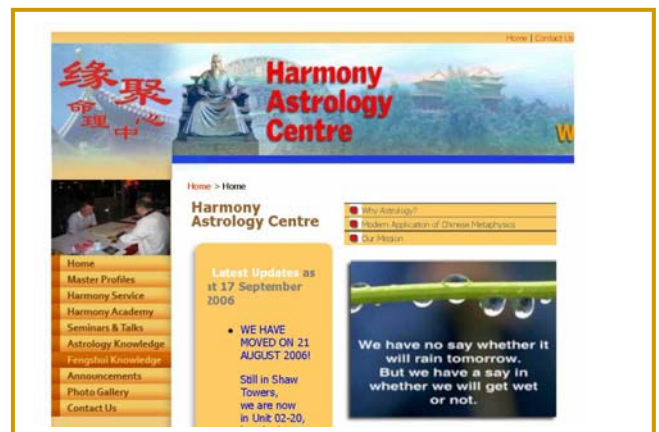 Home | Contact Us
缘聚
命理中心
Harmony
Astrology
Centre
W
Home > Home
Harmony
Astrology Centre
Why Astrology?
Modern Application of Chinese Metaphysics
Our Mission
Home
Master Profiles
Harmony Service
Harmony Academy
Seminars & Talks
Astrology Knowledge
Fengshui Knowledge
Announcements
Photo Gallery
Contact Us
Latest Updates as
at 17 September
2006
WE HAVE
MOVED ON 21
AUGUST 2006!
Still in Shaw
Towers,
we are now
in Unit 02-20,
We have no say whether it
will rain tomorrow.
But we have a say in
whether we will get wet
or not.